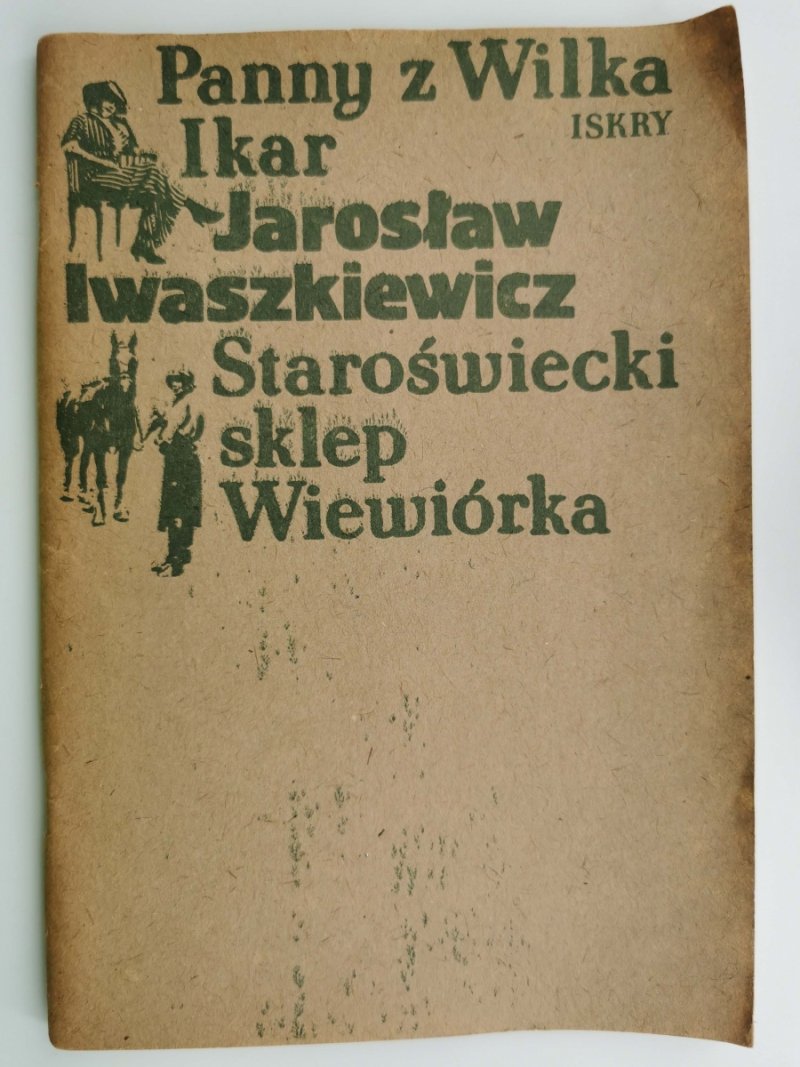 Panny z Wilka
ISKRY
Ikar
Jarosław
Iwaszkiewicz
Staroświecki
sklep
Wiewiórka